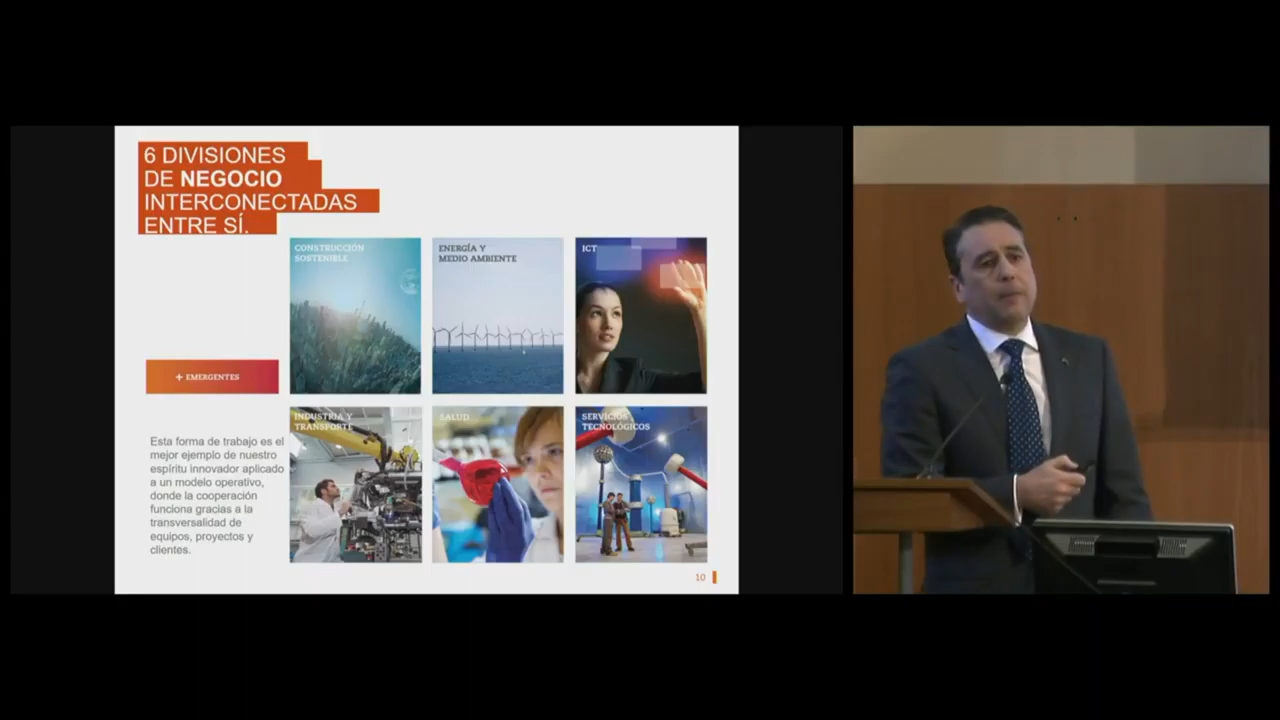 6 DIVISIONES
DE NEGOCIO
INTERCONECTADAS
ENTRE SÍ.
CONSTRUCCIÓN
SOSTENIBLE
ENERGÍA Y
MEDIO AMBIENTE
ICT
+ EMERGENTES
INDUSTRIA Y
TRANSPORTE
SALUD
SERVICIOS
TECNOLÓGICOS
Esta forma de trabajo es el
mejor ejemplo de nuestro
espíritu innovador aplicado
a un modelo operativo,
donde la cooperación
funciona gracias a la
transversalidad de
equipos, proyectos y
clientes.
10